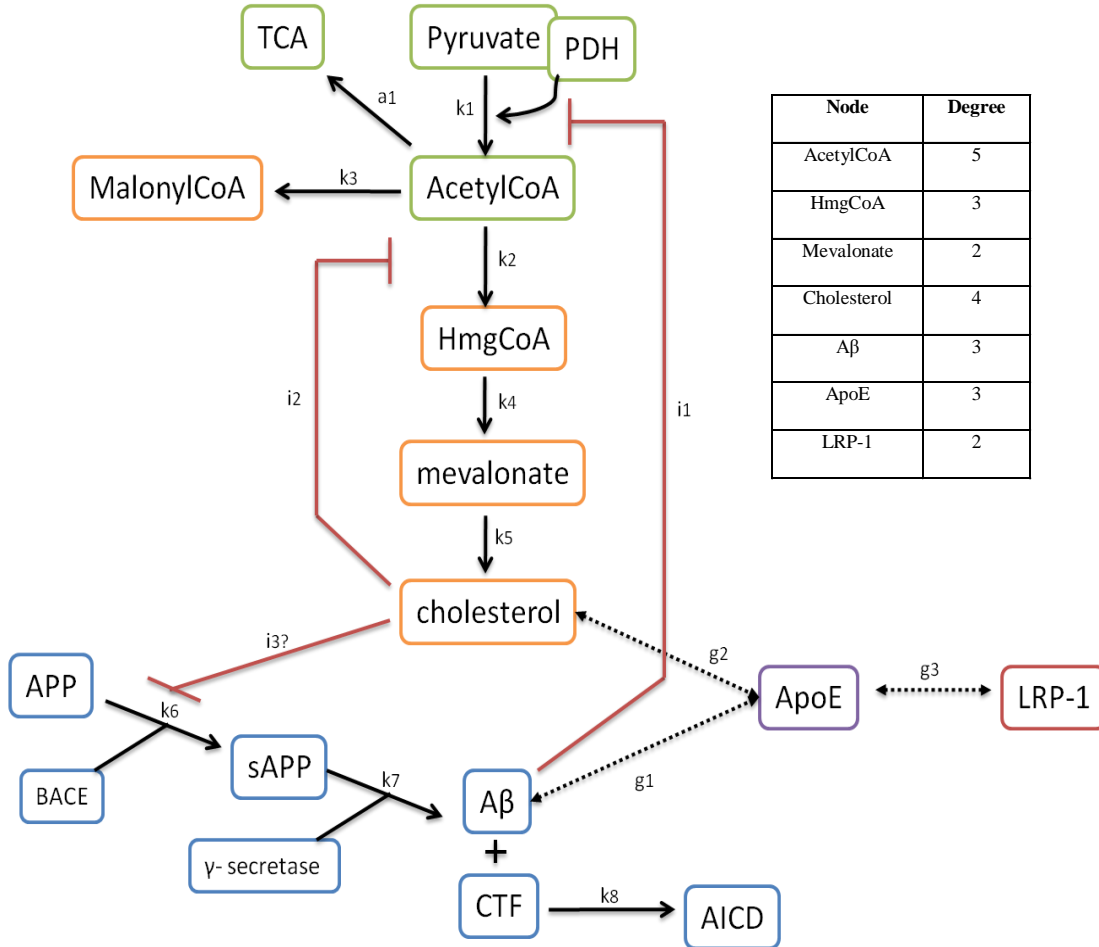 TCA
Pyruvate
PDH
a1
k1
MalonylCoA
k3
AcetylCoA
k2
HmgCoA
i2
k4
i1
mevalonate
k5
cholesterol
i3?
g2
APP
k6
ApoE
g3
LRP-1
BACE
sAPP
k7
Aβ
g1
γ- secretase
+
CTF
k8
AICD
Node Degree
AcetylCoA 5
HmgCoA 3
Mevalonate 2
Cholesterol 4
Aβ 3
ApoE 3
LRP-1 2